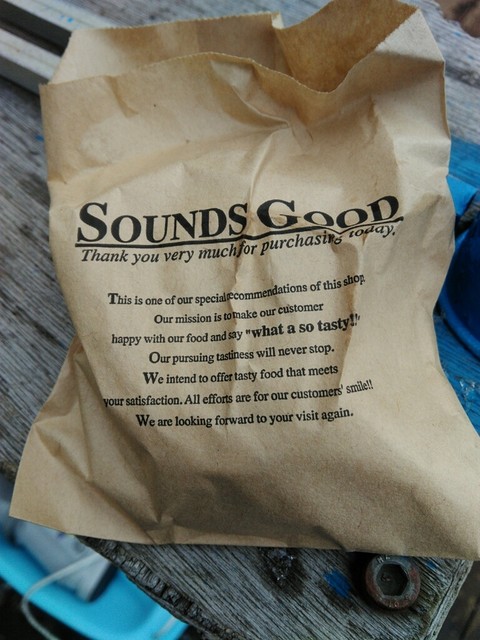 SOUNDS GOOD
Thank you very much for purchasing today.
This is one of our special recommendations of this shop.
Our mission is to make our customer
happy with our food and say "what a so tasty!!"
Our pursuing tastiness will never stop.
We intend to offer tasty food that meets
your satisfaction. All efforts are for our customers' smile!!
We are looking forward to your visit again.